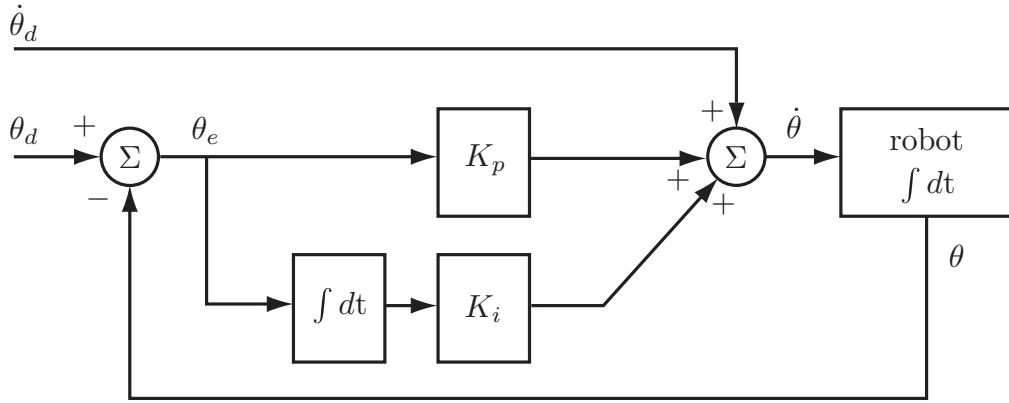 θ̇_d
θ_d + Σ θ_e K_p + + Σ θ̇ robot ∫ dt
− +
∫ dt K_i θ